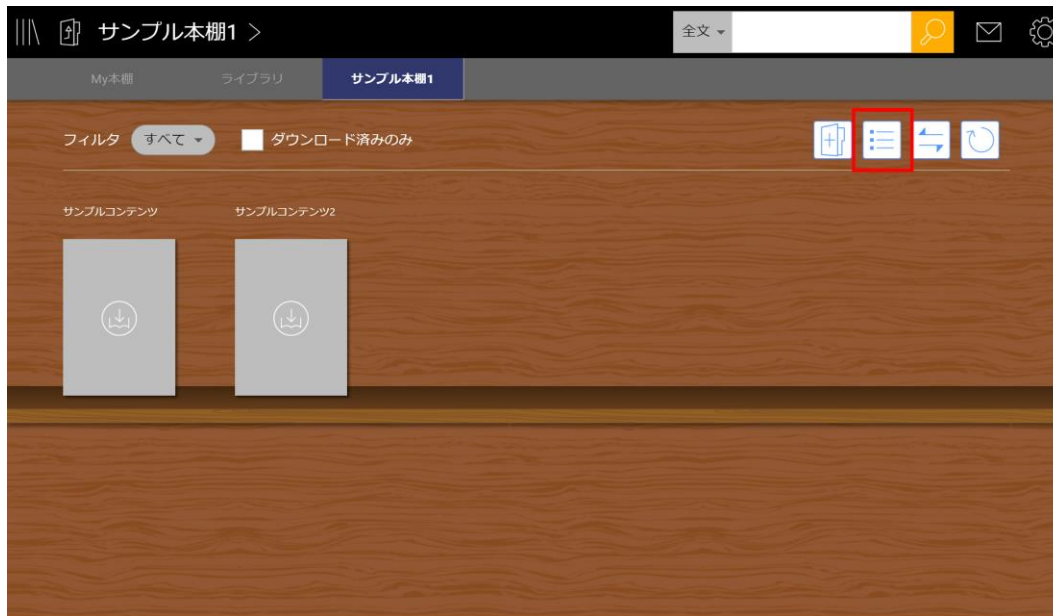 サンプル本棚1 >
全文
My本棚
ライブラリ
サンプル本棚1
フィルタ すべて ダウンロード済みのみ
サンプルコンテンツ
サンプルコンテンツ2